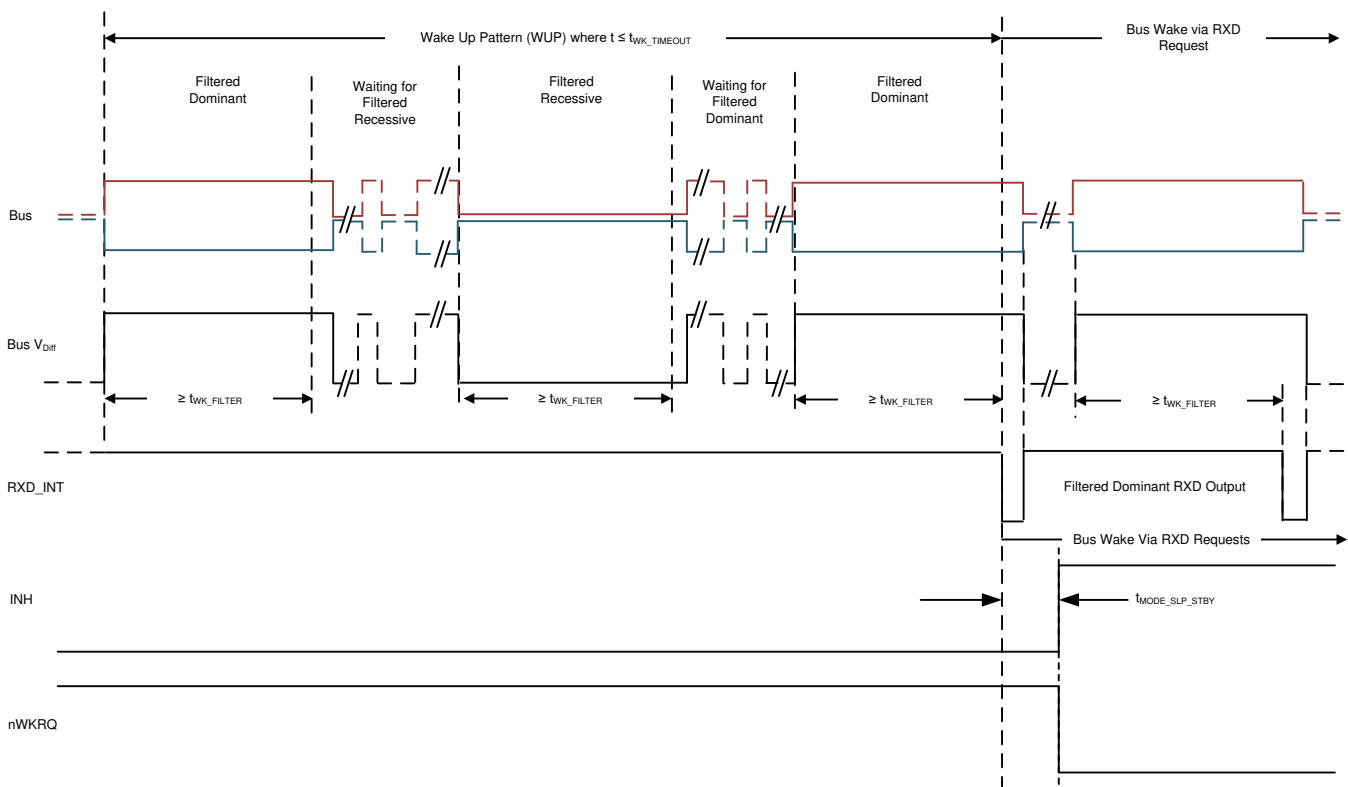 Wake Up Pattern (WUP) where t ≤ tWK_TIMEOUT
Bus Wake via RXD
Request
Filtered
Dominant
Waiting for
Filtered
Recessive
Filtered
Recessive
Waiting for
Filtered
Dominant
Filtered
Dominant
Bus
Bus VDiff
≥ tWK_FILTER
≥ tWK_FILTER
≥ tWK_FILTER
≥ tWK_FILTER
RXD_INT
Filtered Dominant RXD Output
Bus Wake Via RXD Requests
INH
tMODE_SLP_STBY
nWKRQ